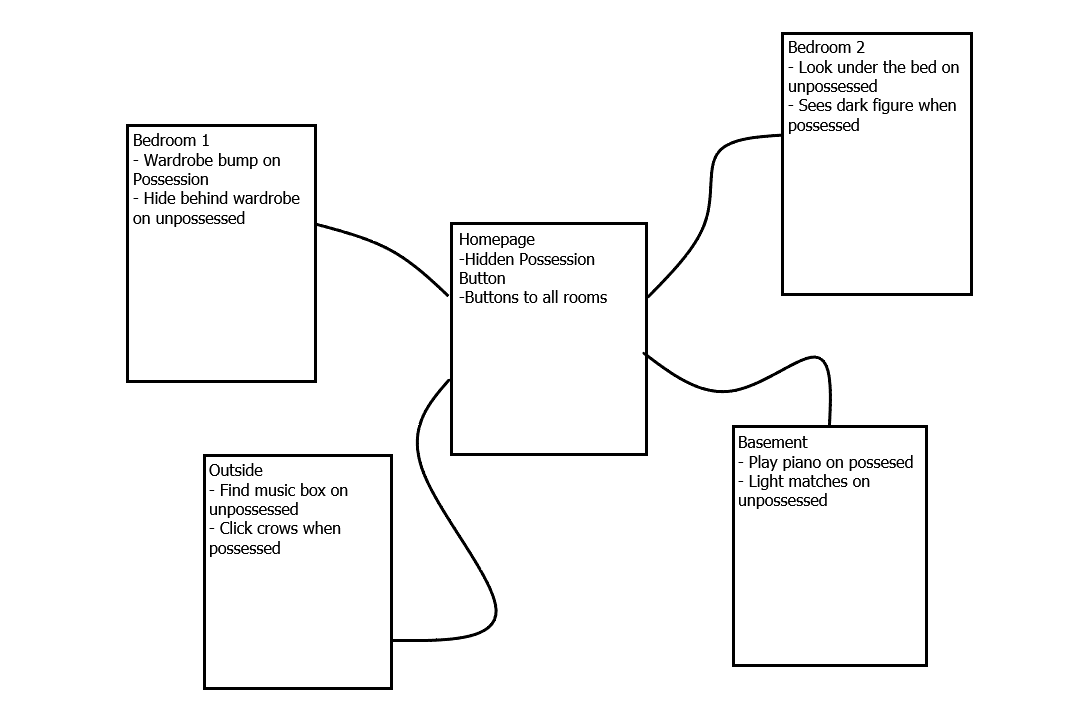 Bedroom 1
- Wardrobe bump on
Possession
- Hide behind wardrobe
on unpossessed
Homepage
-Hidden Possession
Button
-Buttons to all rooms
Bedroom 2
- Look under the bed on
unpossessed
- Sees dark figure when
possessed
Outside
- Find music box on
unpossessed
- Click crows when
possessed
Basement
- Play piano on possesed
- Light matches on
unpossessed